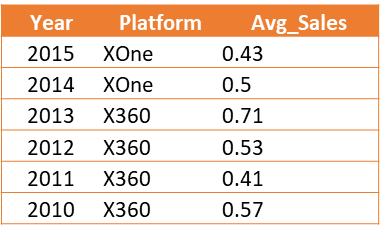 Year Platform Avg_Sales
2015 XOne 0.43
2014 XOne 0.5
2013 X360 0.71
2012 X360 0.53
2011 X360 0.41
2010 X360 0.57